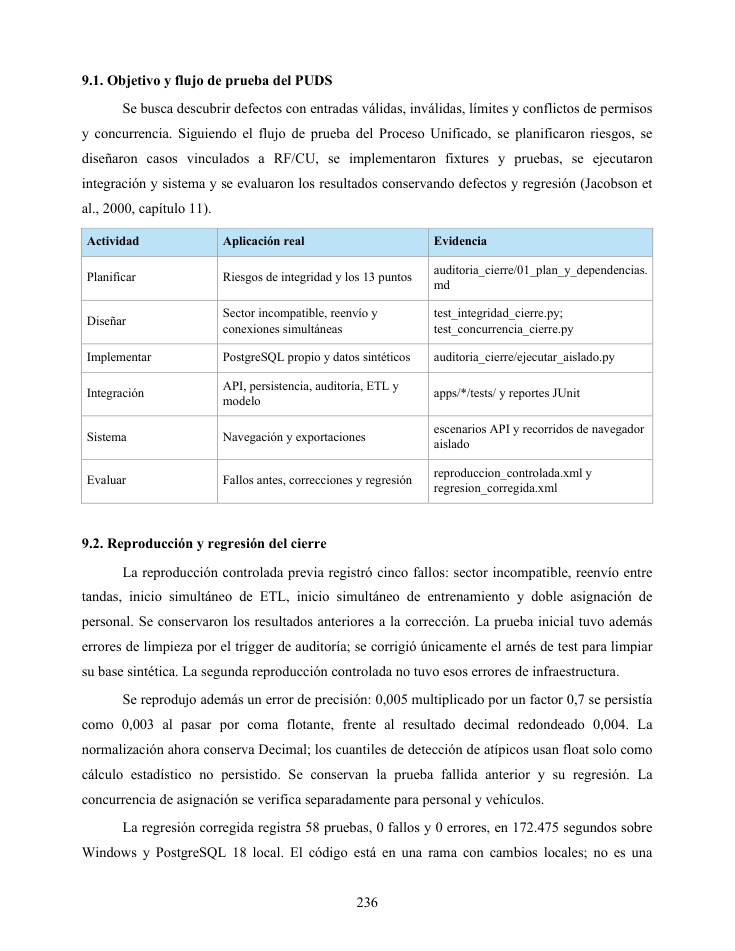 9.1. Objetivo y flujo de prueba del PUDS
Se busca descubrir defectos con entradas válidas, inválidas, límites y conflictos de permisos
y concurrencia. Siguiendo el flujo de prueba del Proceso Unificado, se planificaron riesgos, se
diseñaron casos vinculados a RF/CU, se implementaron fixtures y pruebas, se ejecutaron
integración y sistema y se evaluaron los resultados conservando defectos y regresión (Jacobson et
al., 2000, capítulo 11).
Actividad Aplicación real Evidencia
Planificar Riesgos de integridad y los 13 puntos auditoria_cierre/01_plan_y_dependencias.
md
Diseñar Sector incompatible, reenvío y test_integridad_cierre.py;
conexiones simultáneas test_concurrencia_cierre.py
Implementar PostgreSQL propio y datos sintéticos auditoria_cierre/ejecutar_aislado.py
Integración API, persistencia, auditoría, ETL y apps/*/tests/ y reportes JUnit
modelo
Sistema Navegación y exportaciones escenarios API y recorridos de navegador
aislado
Evaluar Fallos antes, correcciones y regresión reproduccion_controlada.xml y
regresion_corregida.xml
9.2. Reproducción y regresión del cierre
La reproducción controlada previa registró cinco fallos: sector incompatible, reenvío entre
tandas, inicio simultáneo de ETL, inicio simultáneo de entrenamiento y doble asignación de
personal. Se conservaron los resultados anteriores a la corrección. La prueba inicial tuvo además
errores de limpieza por el trigger de auditoría; se corrigió únicamente el arnés de test para limpiar
su base sintética. La segunda reproducción controlada no tuvo esos errores de infraestructura.
Se reprodujo además un error de precisión: 0,005 multiplicado por un factor 0,7 se persistía
como 0,003 al pasar por coma flotante, frente al resultado decimal redondeado 0,004. La
normalización ahora conserva Decimal; los cuantiles de detección de atípicos usan float solo como
cálculo estadístico no persistido. Se conservan la prueba fallida anterior y su regresión. La
concurrencia de asignación se verifica separadamente para personal y vehículos.
La regresión corregida registra 58 pruebas, 0 fallos y 0 errores, en 172.475 segundos sobre
Windows y PostgreSQL 18 local. El código está en una rama con cambios locales; no es una
236